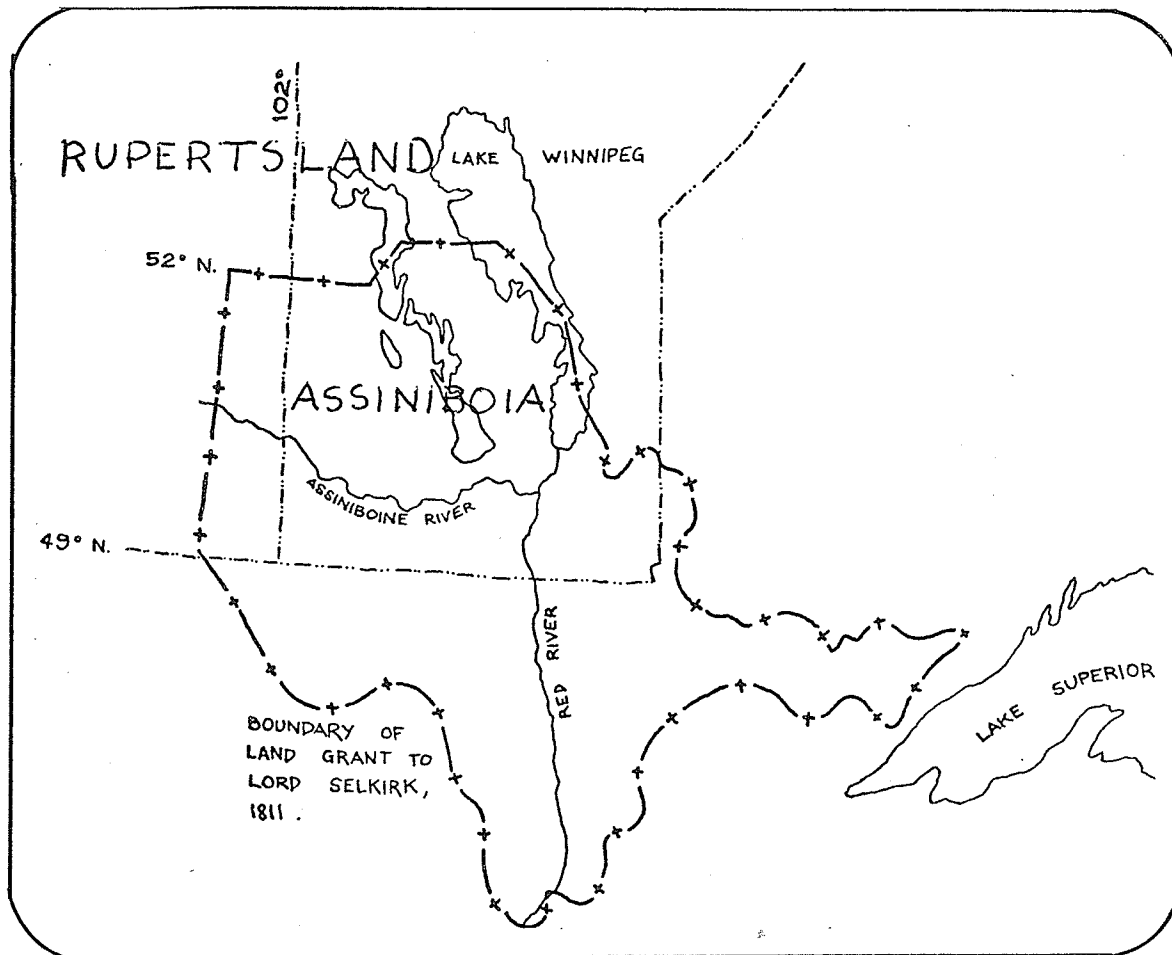 102°
RUPERTSLAND
LAKE WINNIPEG
52° N.
ASSINIBOIA
ASSINIBOINE RIVER
49° N.
RED RIVER
LAKE SUPERIOR
BOUNDARY OF
LAND GRANT TO
LORD SELKIRK,
1811.